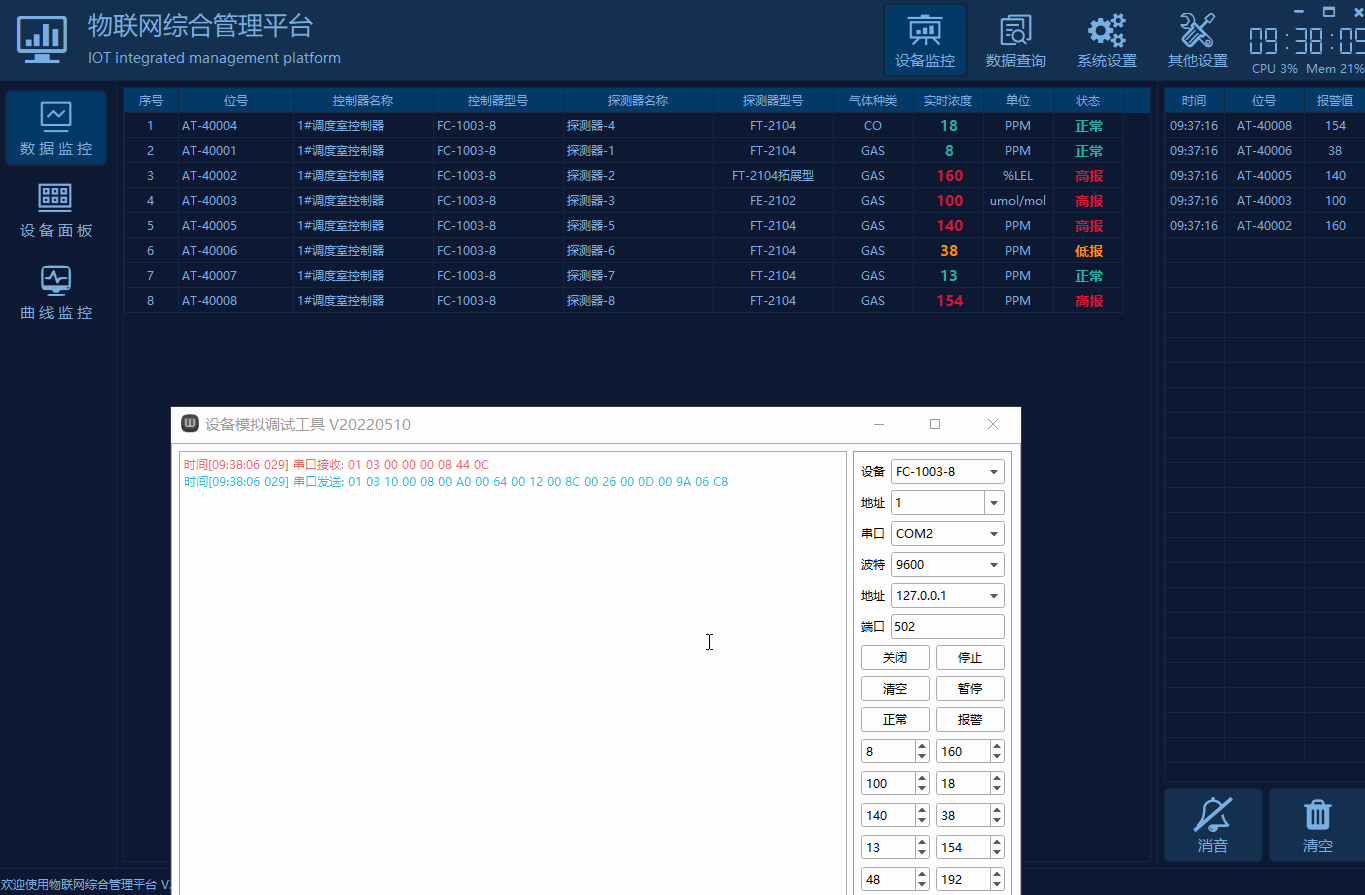 物联网综合管理平台
IOT integrated management platform
设备监控 数据查询 系统设置 其他设置
09:38:05
CPU 3% Mem 21%
数据监控
设备面板
曲线监控
序号 位号 控制器名称 控制器型号 探测器名称 探测器型号 气体种类 实时浓度 单位 状态
1 AT-40004 1#调度室控制器 FC-1003-8 探测器-4 FT-2104 CO 18 PPM 正常
2 AT-40001 1#调度室控制器 FC-1003-8 探测器-1 FT-2104 GAS 8 PPM 正常
3 AT-40002 1#调度室控制器 FC-1003-8 探测器-2 FT-2104拓展型 GAS 160 %LEL 高报
4 AT-40003 1#调度室控制器 FC-1003-8 探测器-3 FE-2102 GAS 100 umol/mol 高报
5 AT-40005 1#调度室控制器 FC-1003-8 探测器-5 FT-2104 GAS 140 PPM 高报
6 AT-40006 1#调度室控制器 FC-1003-8 探测器-6 FT-2104 GAS 38 PPM 低报
7 AT-40007 1#调度室控制器 FC-1003-8 探测器-7 FT-2104 GAS 13 PPM 正常
8 AT-40008 1#调度室控制器 FC-1003-8 探测器-8 FT-2104 GAS 154 PPM 高报
时间 位号 报警值
09:37:16 AT-40008 154
09:37:16 AT-40006 38
09:37:16 AT-40005 140
09:37:16 AT-40003 100
09:37:16 AT-40002 160
设备模拟调试工具 V20220510
时间[09:38:06 029] 串口接收: 01 03 00 00 00 08 44 0C
时间[09:38:06 029] 串口发送: 01 03 10 00 08 00 A0 00 64 00 12 00 8C 00 26 00 0D 00 9A 06 C8
设备 FC-1003-8
地址 1
串口 COM2
波特 9600
地址 127.0.0.1
端口 502
关闭 停止
清空 暂停
正常 报警
8 160
100 18
140 38
13 154
48 192
消音 清空
欢迎使用物联网综合管理平台 V